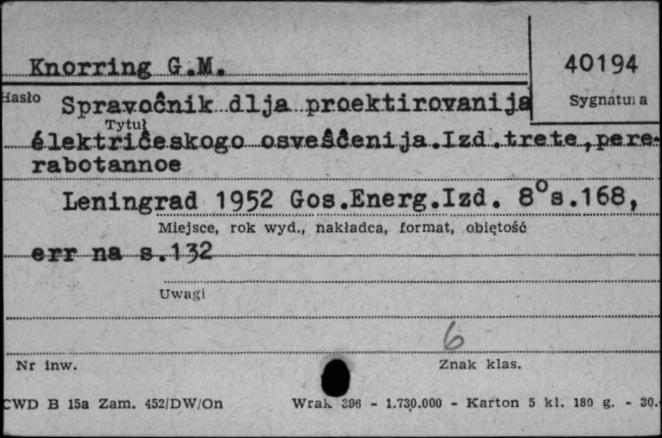 Knorring G.M.
40194
Hasło
Spravočnik dlja proektirovanija
Sygnatura
Tytuł
élektričeskogo osveščenija.Izd.trete,pere-
rabotannoe
Leningrad 1952 Gos.Energ.Izd. 8°s.168,
Miejsce, rok wyd., nakładca, format, objętość
err na s.132
Uwagi
6
Nr inw.
Znak klas.
CWD B 15a Zam. 452/DW/On
Wrak 396 - 1.730.000 - Karton 5 kl. 180 g. - 30.